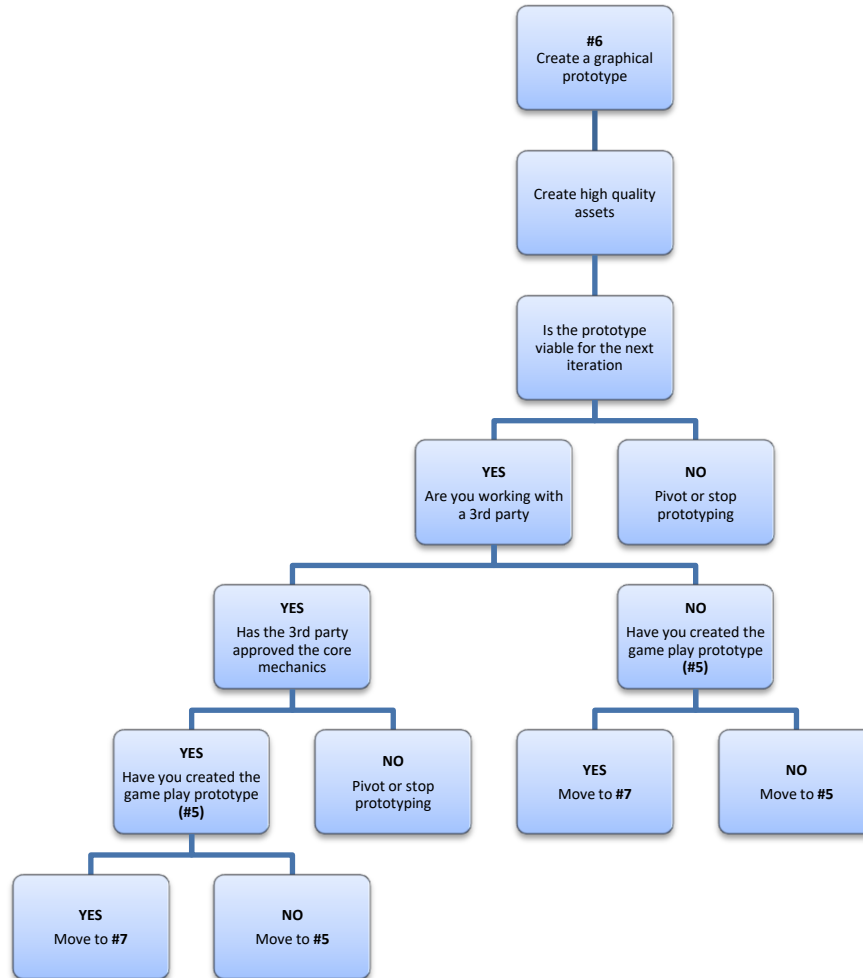 #6
Create a graphical
prototype
Create high quality
assets
Is the prototype
viable for the next
iteration
YES
Are you working with
a 3rd party
NO
Pivot or stop
prototyping
YES
Has the 3rd party
approved the core
mechanics
NO
Have you created the
game play prototype
(#5)
YES
Have you created the
game play prototype
(#5)
NO
Pivot or stop
prototyping
YES
Move to #7
NO
Move to #5
YES
Move to #7
NO
Move to #5